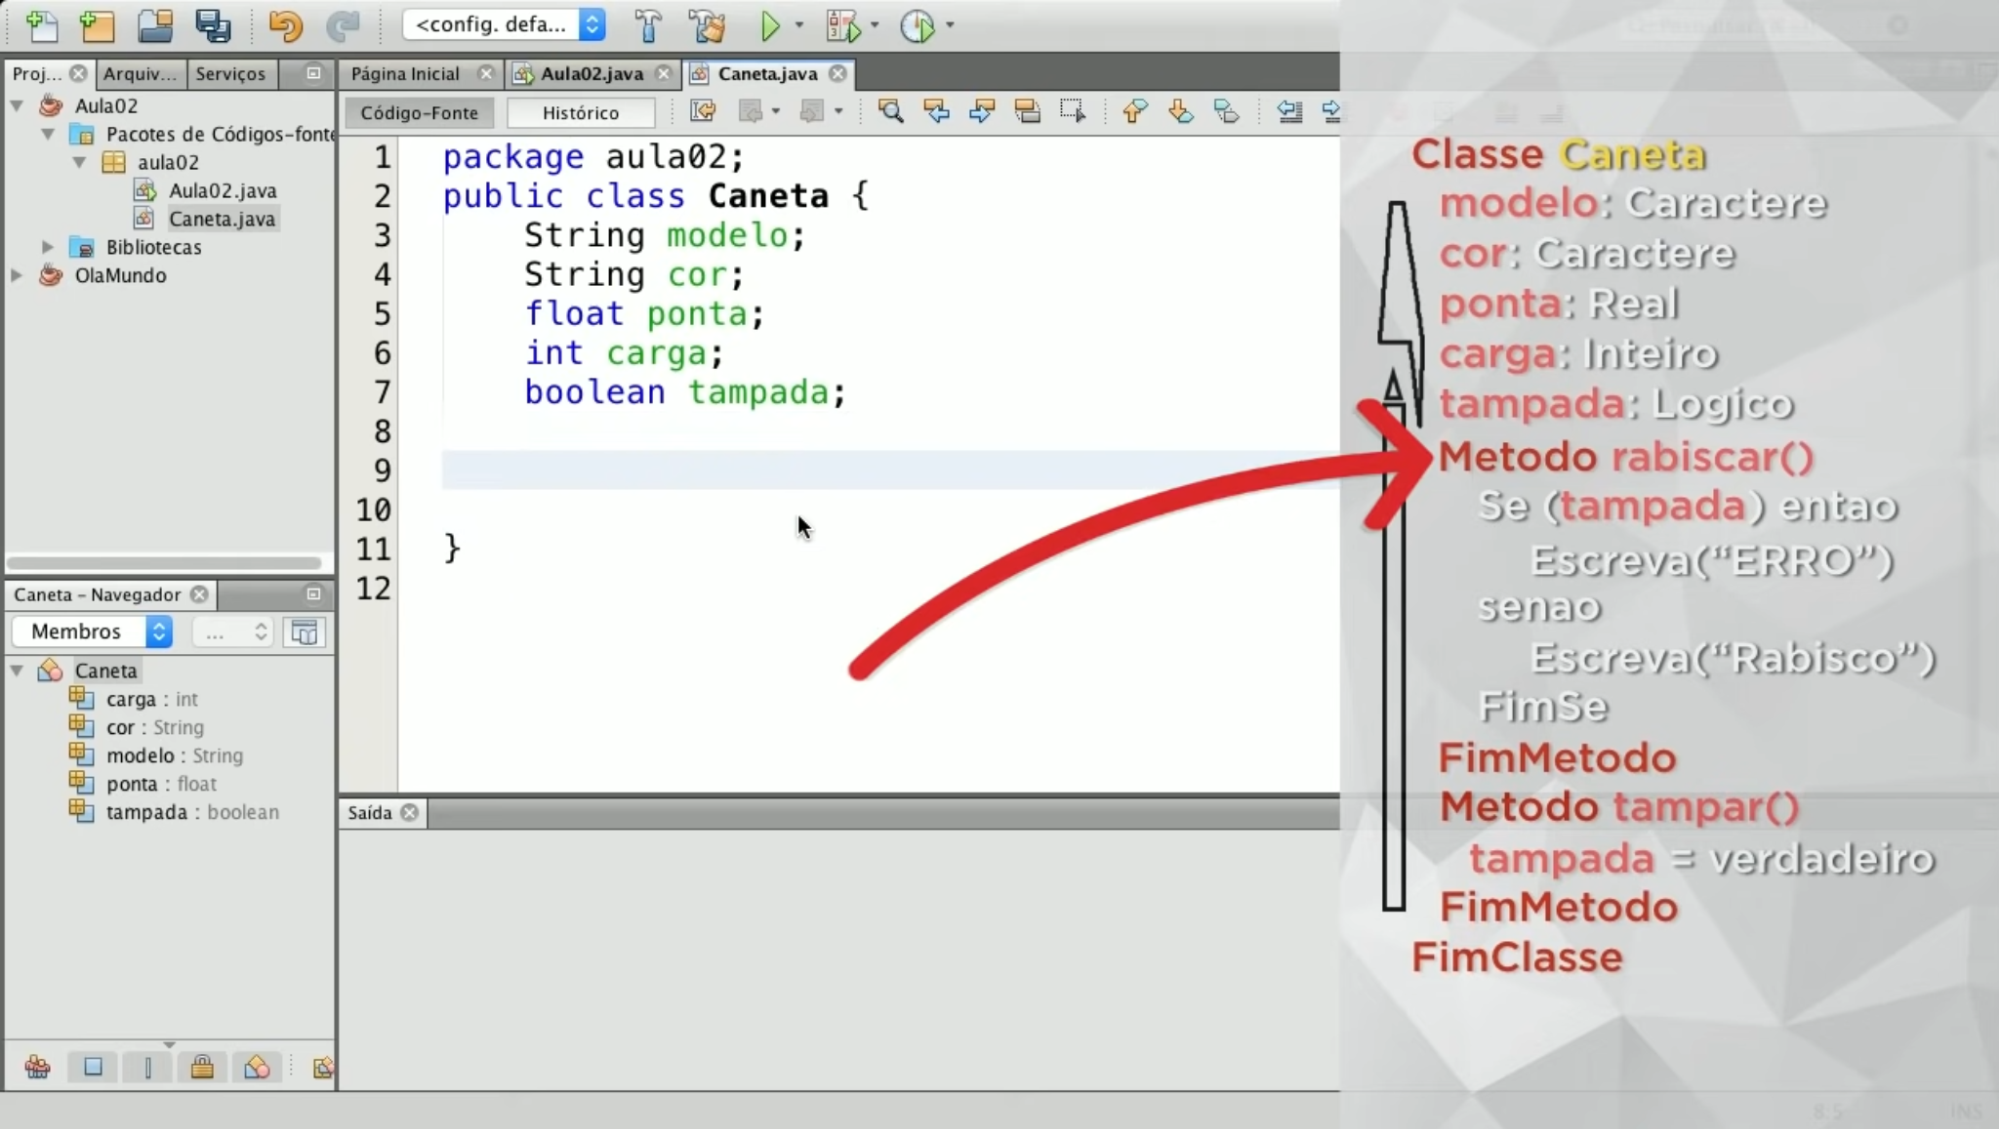 <config. defa...
Proj...
Arquiv...
Serviços
Página Inicial
Aula02.java
Caneta.java
Código-Fonte
Histórico
Aula02
Pacotes de Códigos-fonte
aula02
Aula02.java
Caneta.java
Bibliotecas
OlaMundo
1 package aula02;
2 public class Caneta {
3 String modelo;
4 String cor;
5 float ponta;
6 int carga;
7 boolean tampada;
8
9
10
11 }
12
Classe Caneta
modelo: Caractere
cor: Caractere
ponta: Real
carga: Inteiro
tampada: Logico
Metodo rabiscar()
Se (tampada) entao
Escreva(“ERRO”)
senao
Escreva(“Rabisco”)
FimSe
FimMetodo
Metodo tampar()
tampada = verdadeiro
FimMetodo
FimClasse
Caneta - Navegador
Membros
...
Caneta
carga : int
cor : String
modelo : String
ponta : float
tampada : boolean
Saída
8:5
INS